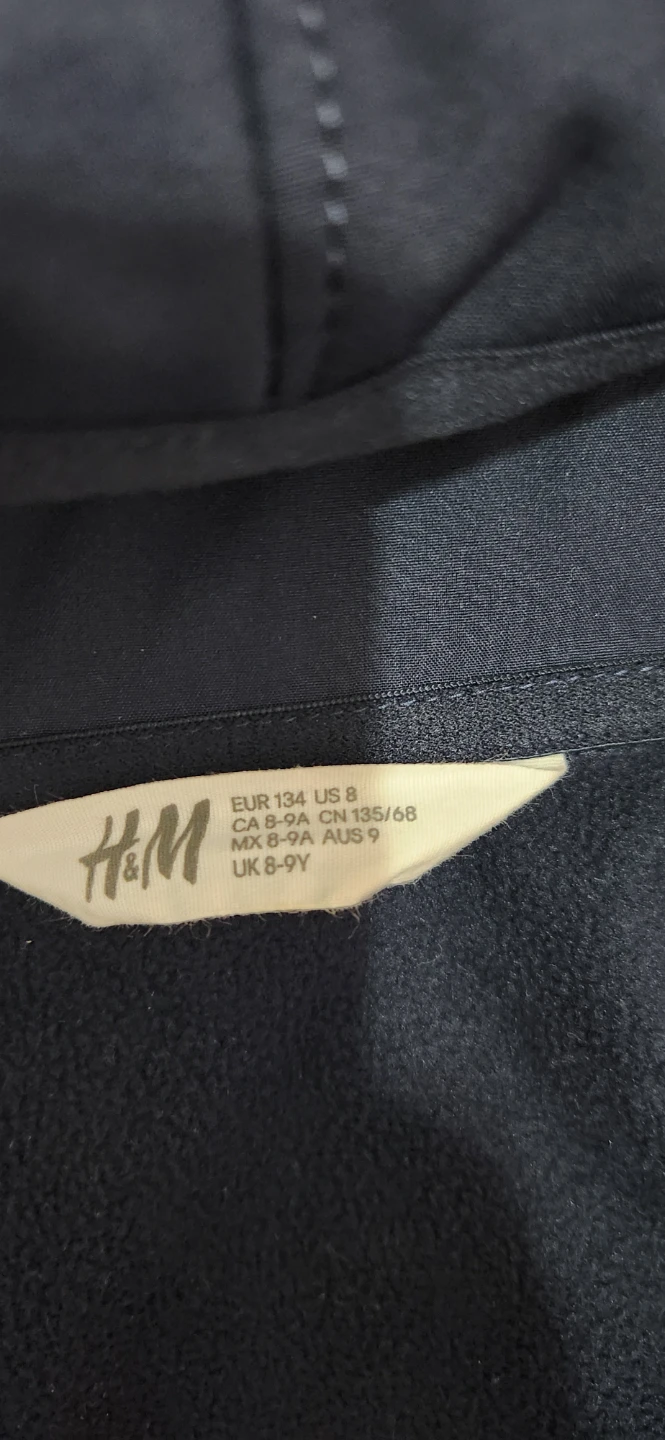 H&M
EUR 134 US 8
CA 8-9A CN 135/68
MX 8-9A AUS 9
UK 8-9Y